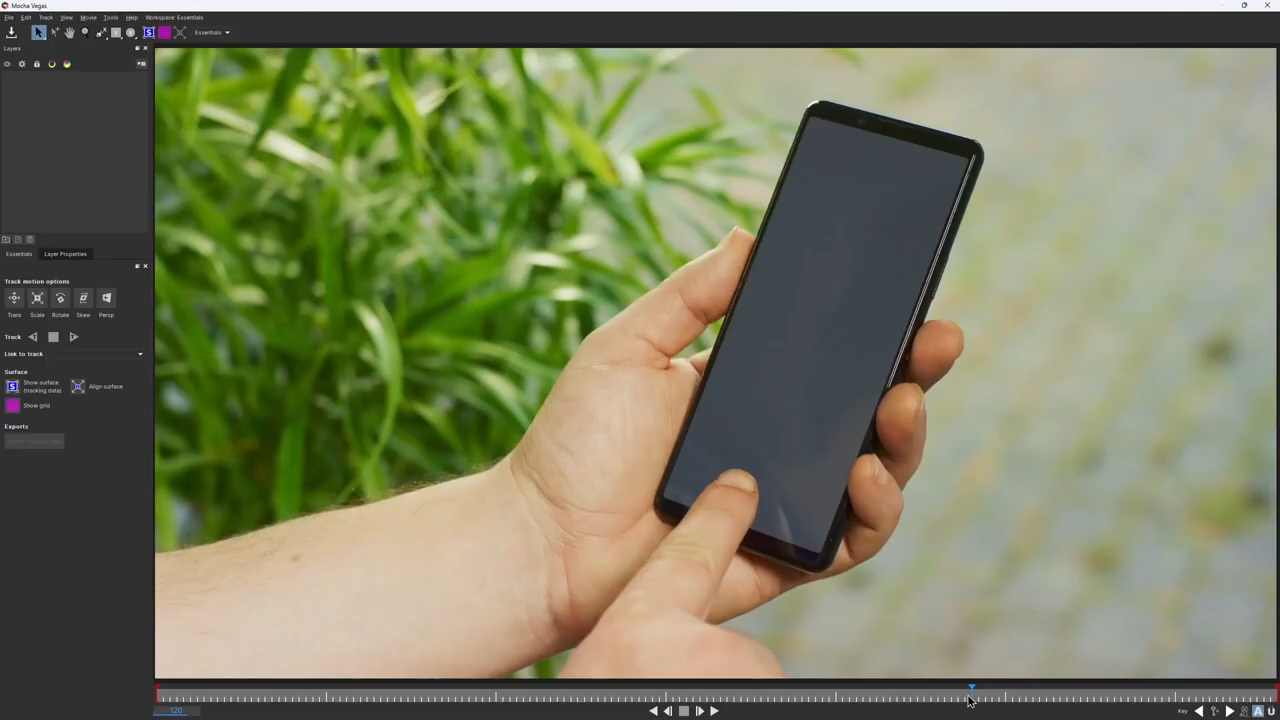 Mocha Vegas
File Edit Track View Movie Tools Help Workspace: Essentials
S Essentials
Layers
Essentials Layer Properties
Track motion options
Trans Scale Rotate Skew Persp
Track
Link to track
Surface
S Show surface (tracking data) Align surface
Show grid
Exports
120 Key A U